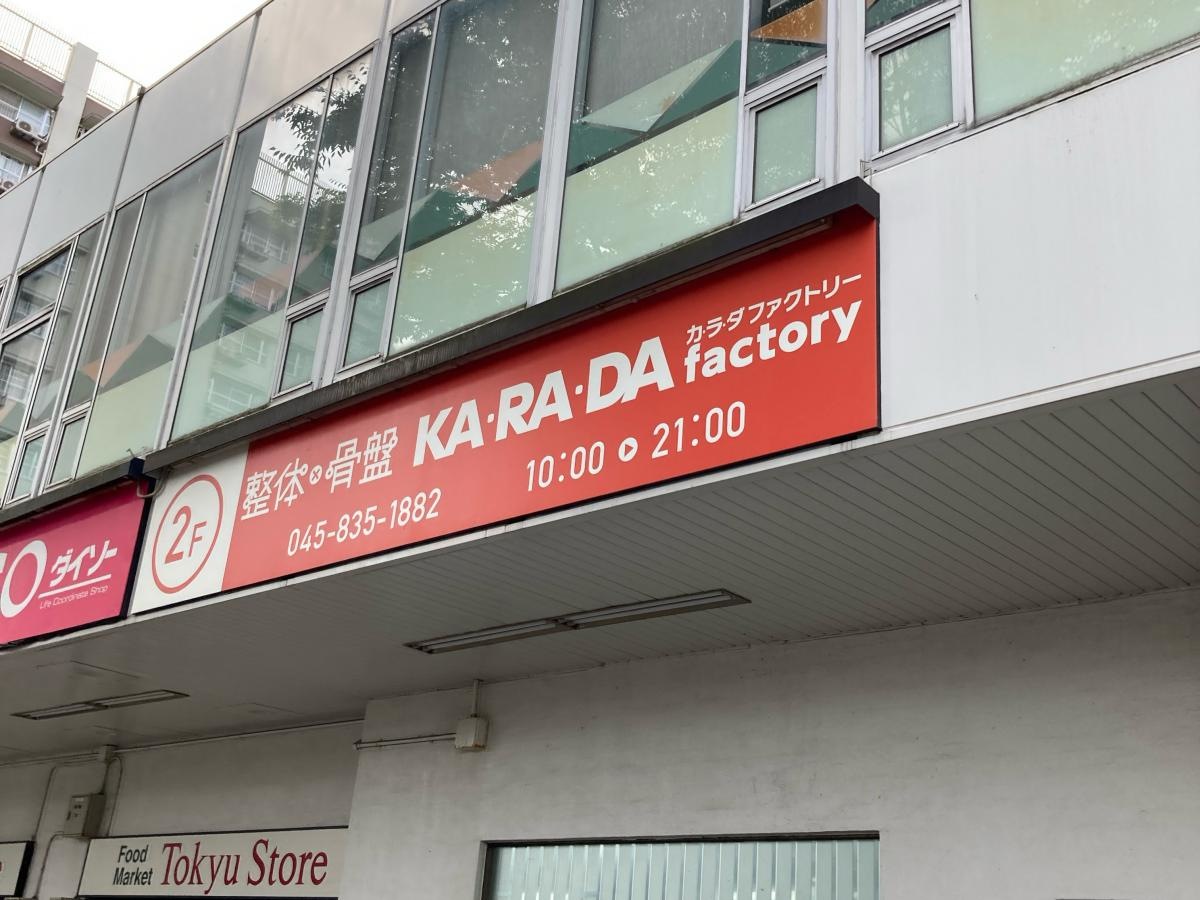 カ・ラ・ダ ファクトリー
整体×骨盤 KA・RA・DA factory
2F
045-835-1882
10:00 ▶ 21:00
ダイソー
Life Coordinate Shop
Food Market Tokyu Store